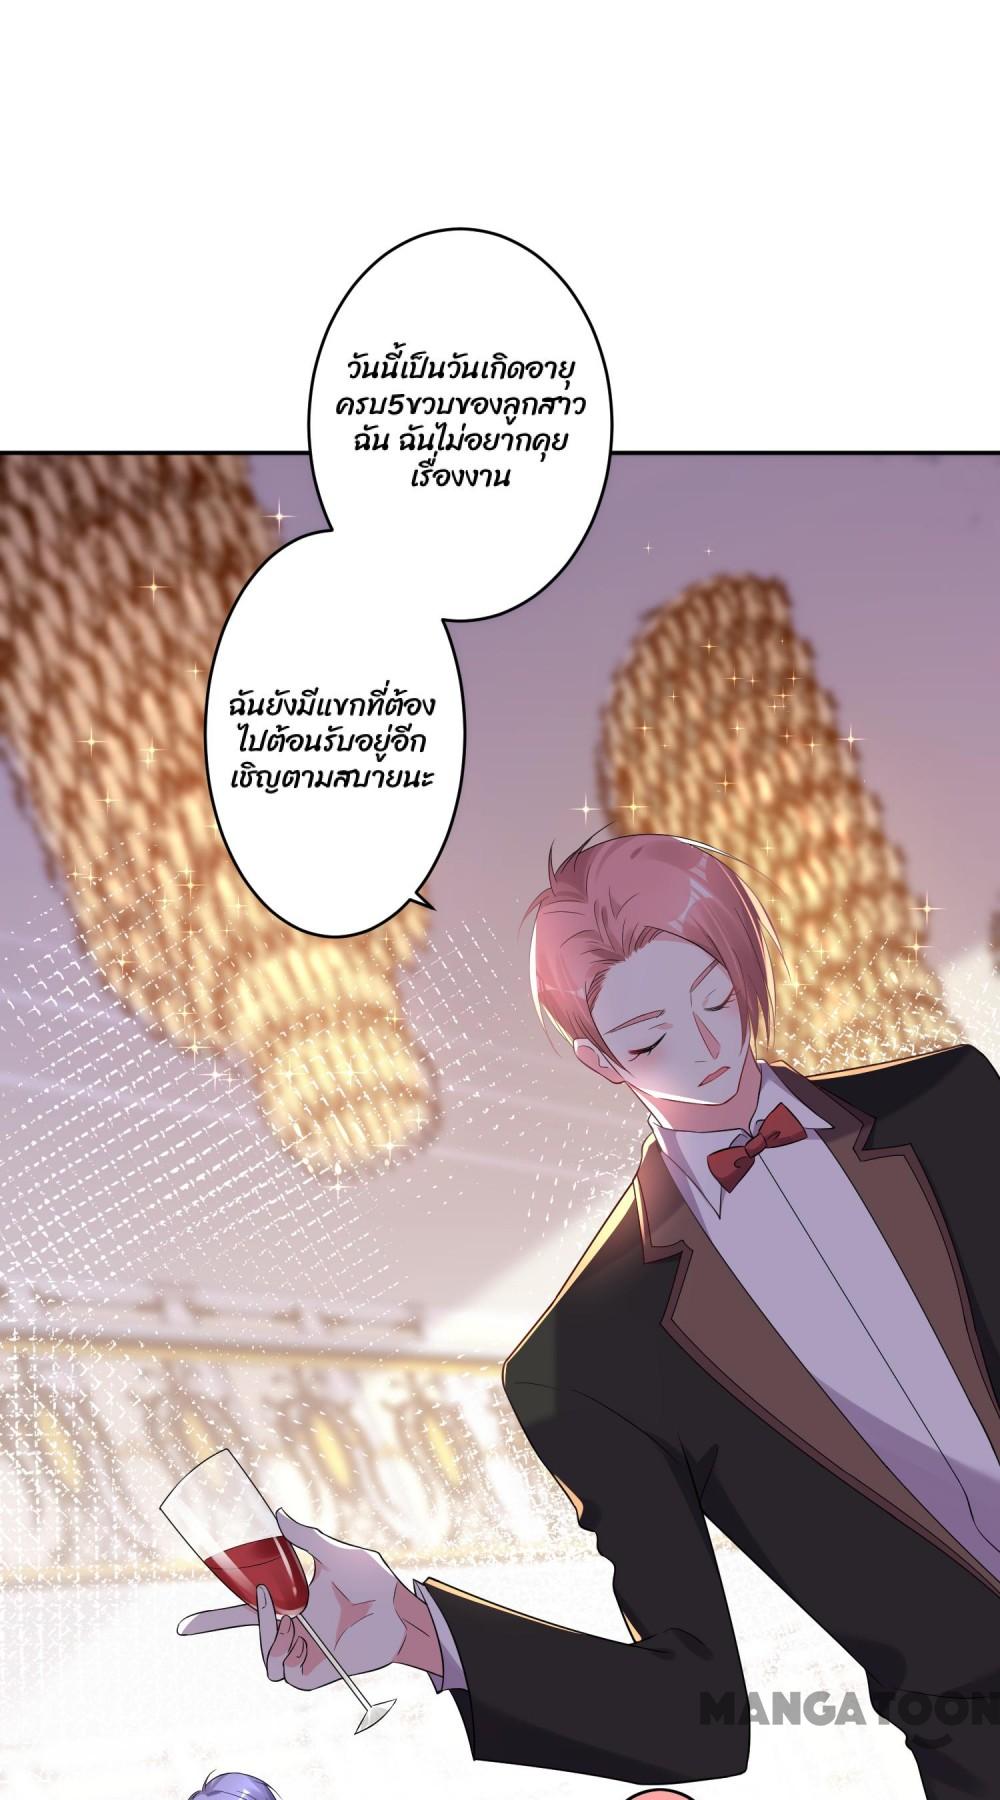 วันนี้เป็นวันเกิดอายุ
ครบ5ขวบของลูกสาว
ฉัน ฉันไม่อยากคุย
เรื่องงาน
ฉันยังมีแขกที่ต้อง
ไปต้อนรับอยู่อีก
เชิญตามสบายนะ
MANGATOON